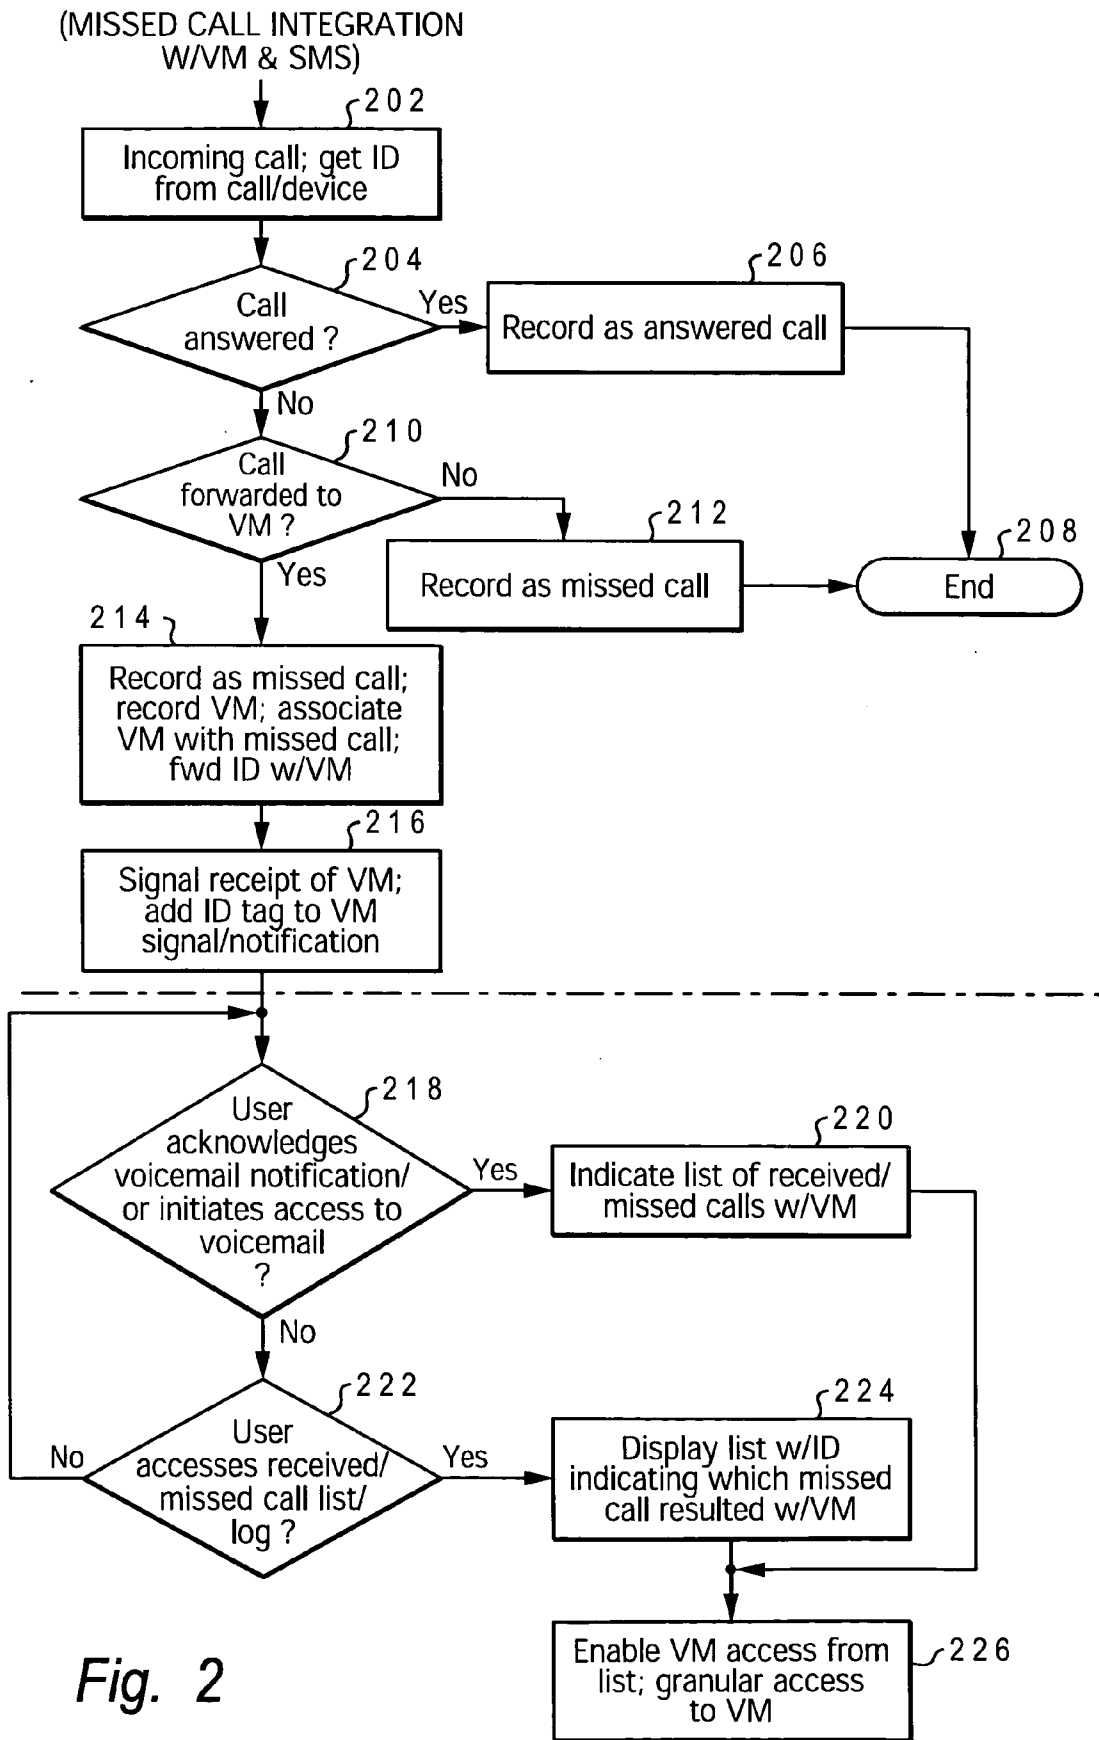 (MISSED CALL INTEGRATION
W/VM & SMS)
202
Incoming call; get ID
from call/device
204
Call
answered ?
Yes
206
Record as answered call
No
210
Call
forwarded to
VM ?
No
212
Record as missed call
208
End
Yes
214
Record as missed call;
record VM; associate
VM with missed call;
fwd ID w/VM
216
Signal receipt of VM;
add ID tag to VM
signal/notification
218
User
acknowledges
voicemail notification/
or initiates access to
voicemail
?
Yes
220
Indicate list of received/
missed calls w/VM
No
222
User
accesses received/
missed call list/
log ?
No
Yes
224
Display list w/ID
indicating which missed
call resulted w/VM
226
Enable VM access from
list; granular access
to VM
Fig. 2